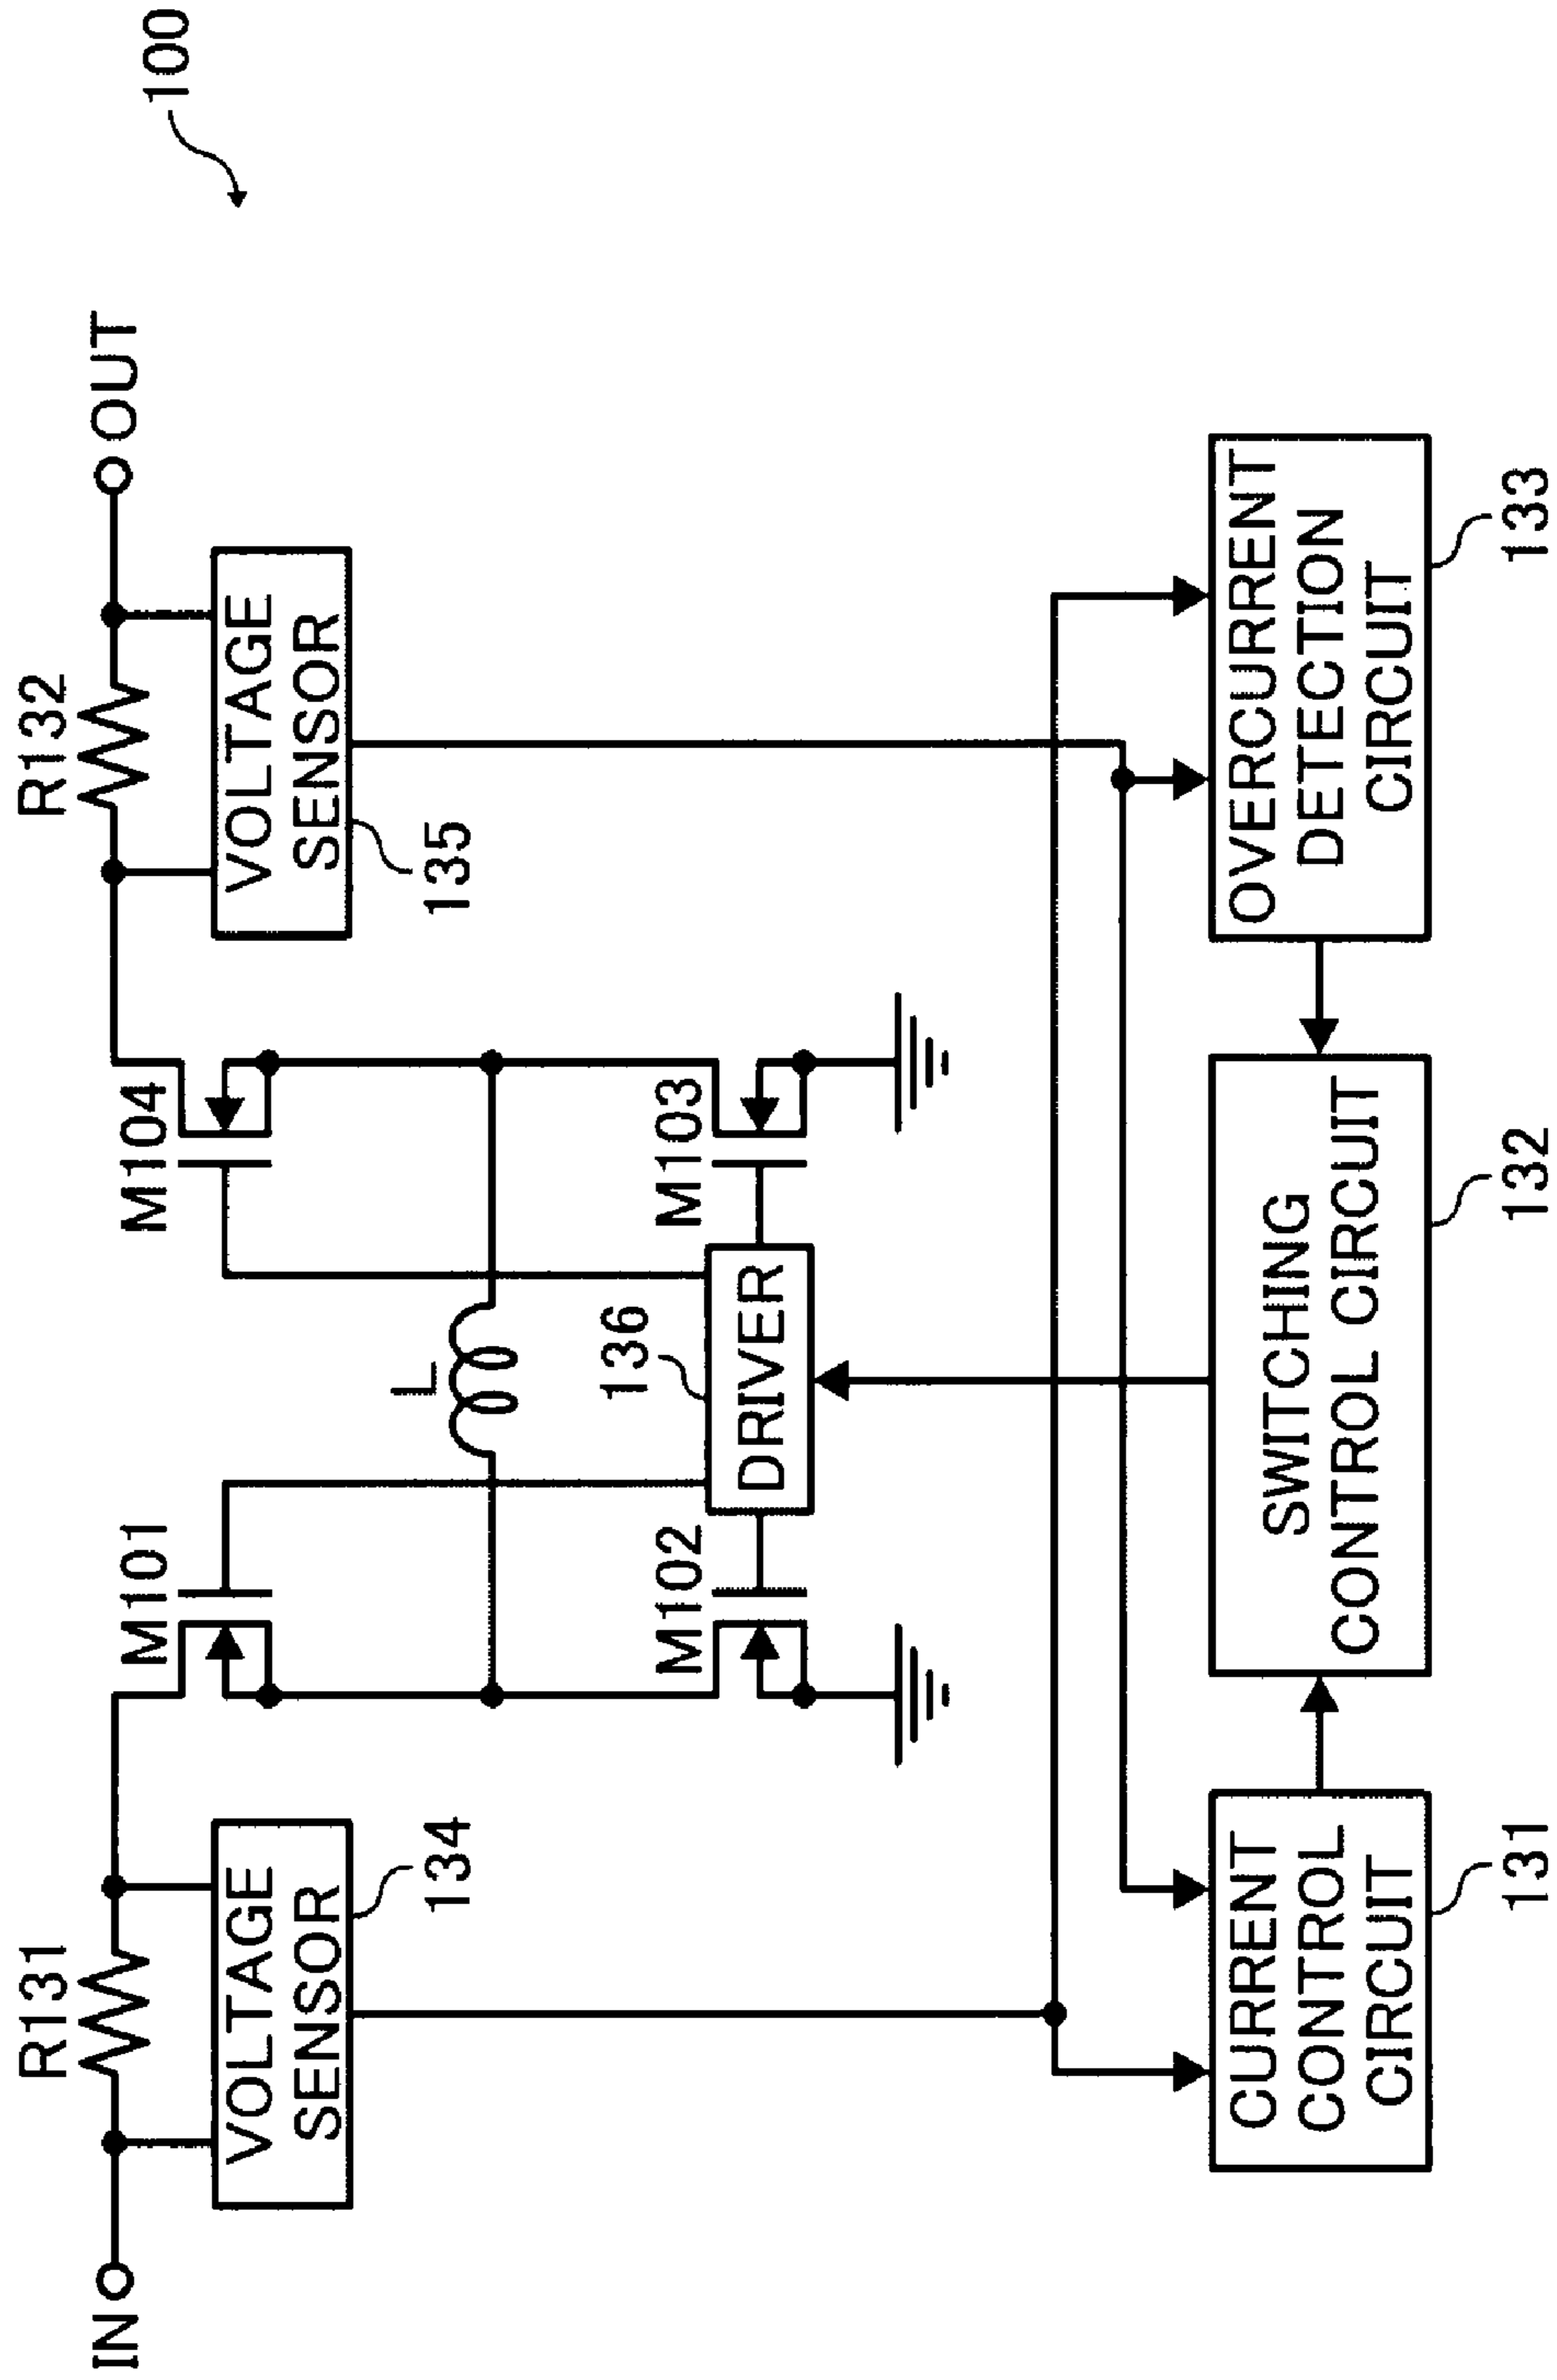 100
R131
R132
IN
OUT
VOLTAGE
SENSOR
134
M101
M104
VOLTAGE
SENSOR
135
L
M102
136
M103
DRIVER
CURRENT
CONTROL
CIRCUIT
131
SWITCHING
CONTROL CIRCUIT
132
OVERCURRENT
DETECTION
CIRCUIT
133